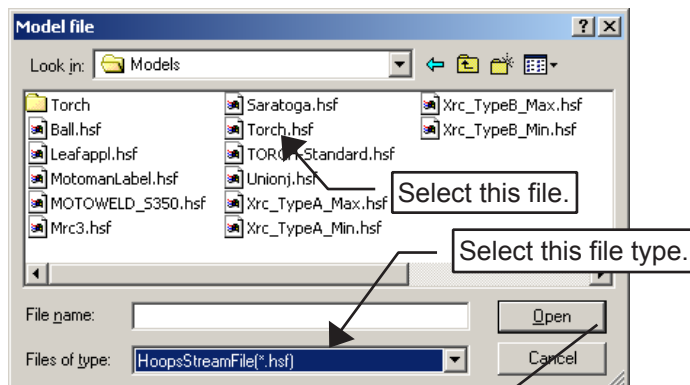 Model file
Look in: Models
Torch
Ball.hsf
Leafappl.hsf
MotomanLabel.hsf
MOTOWELD_S350.hsf
Mrc3.hsf
Saratoga.hsf
Torch.hsf
TORCH-Standard.hsf
Unionj.hsf
Xrc_TypeA_Max.hsf
Xrc_TypeA_Min.hsf
Xrc_TypeB_Max.hsf
Xrc_TypeB_Min.hsf
Select this file.
Select this file type.
File name:
Open
Files of type: HoopsStreamFile(*.hsf)
Cancel